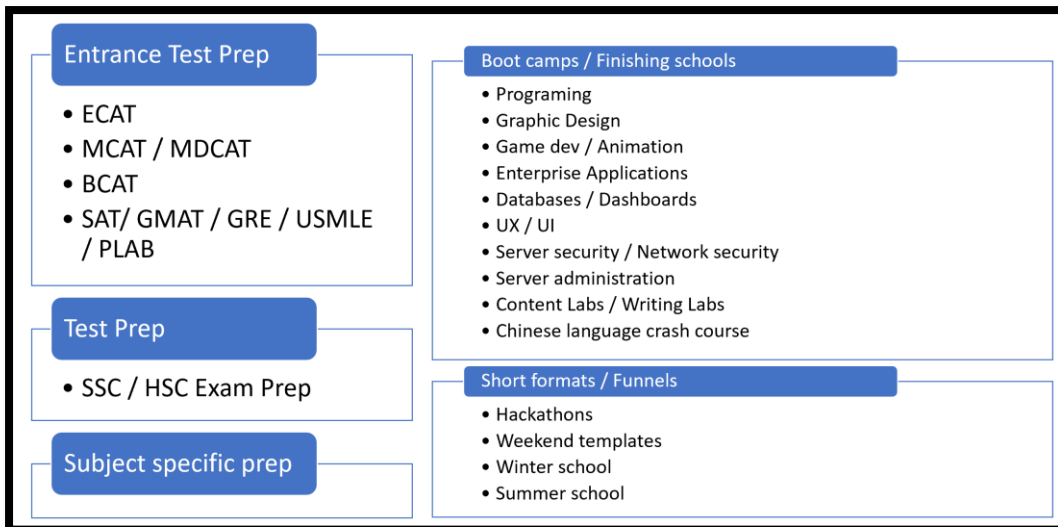 Entrance Test Prep
• ECAT
• MCAT / MDCAT
• BCAT
• SAT/ GMAT / GRE / USMLE
/ PLAB
Test Prep
• SSC / HSC Exam Prep
Subject specific prep
Boot camps / Finishing schools
• Programing
• Graphic Design
• Game dev / Animation
• Enterprise Applications
• Databases / Dashboards
• UX / UI
• Server security / Network security
• Server administration
• Content Labs / Writing Labs
• Chinese language crash course
Short formats / Funnels
• Hackathons
• Weekend templates
• Winter school
• Summer school